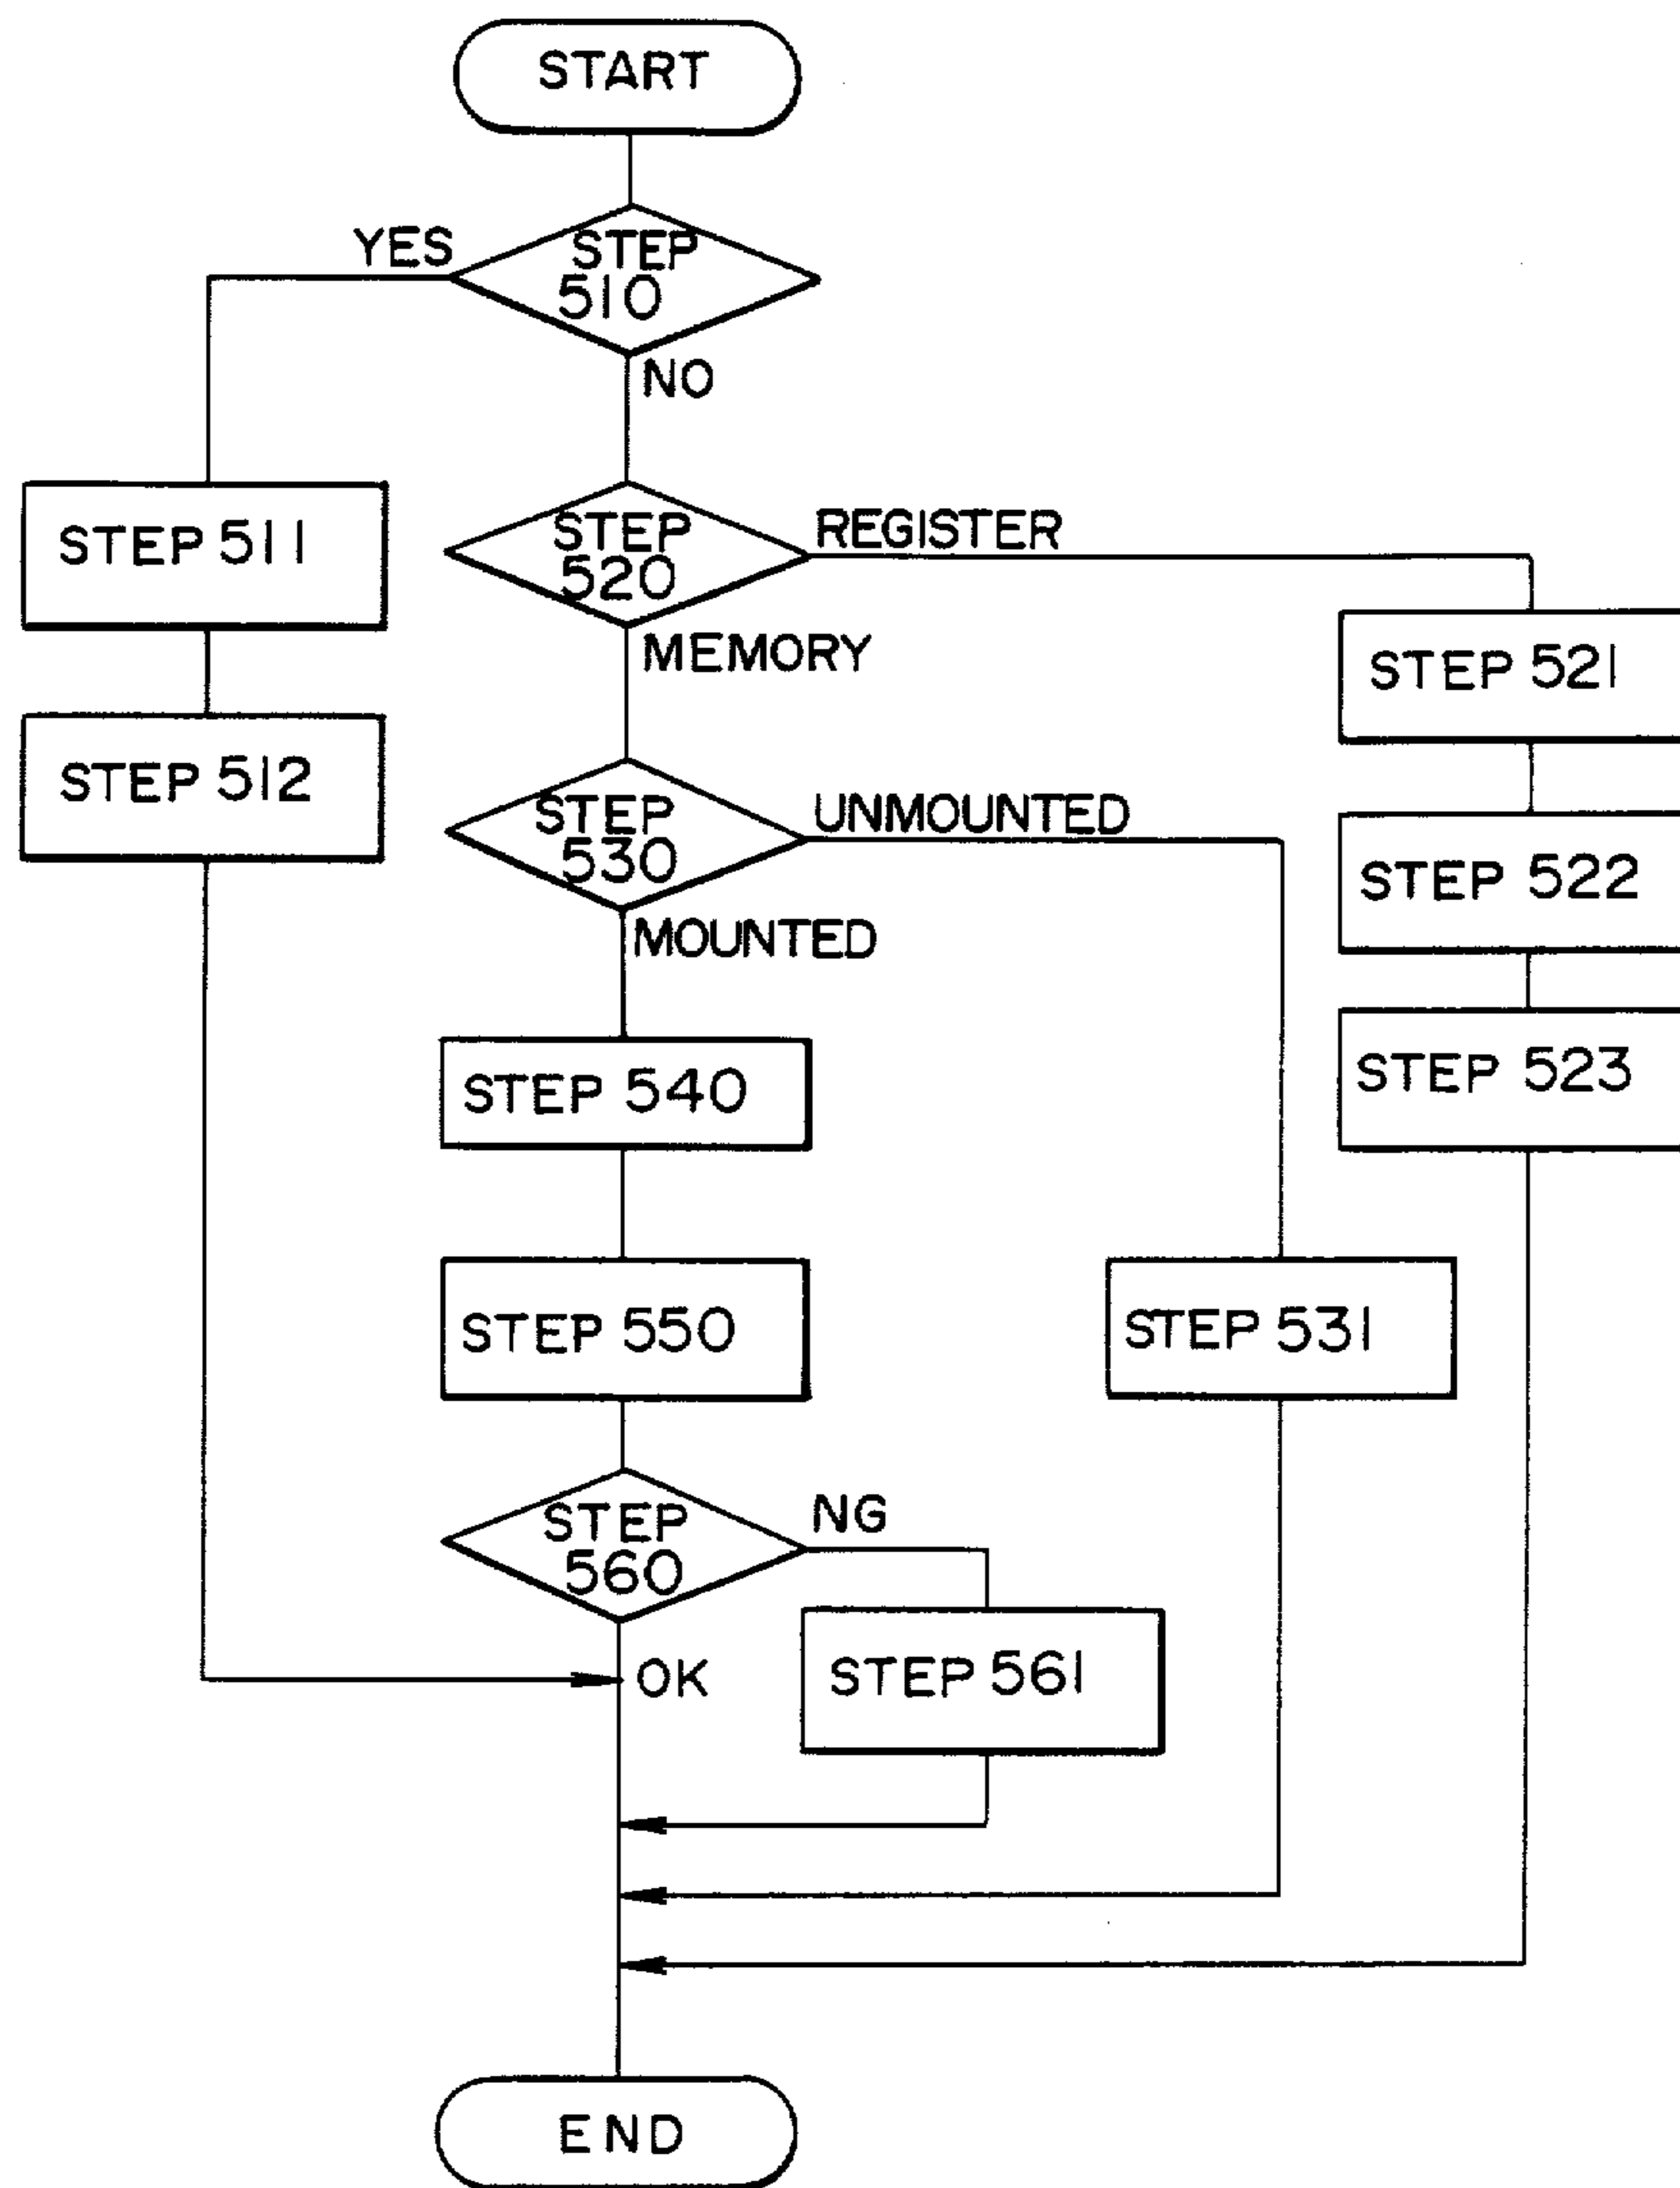 START
YES
STEP
510
NO
STEP 511
STEP
520
REGISTER
MEMORY
STEP 521
STEP 512
STEP
530
UNMOUNTED
STEP 522
MOUNTED
STEP 540
STEP 523
STEP 550
STEP 531
STEP
560
NG
OK
STEP 561
END